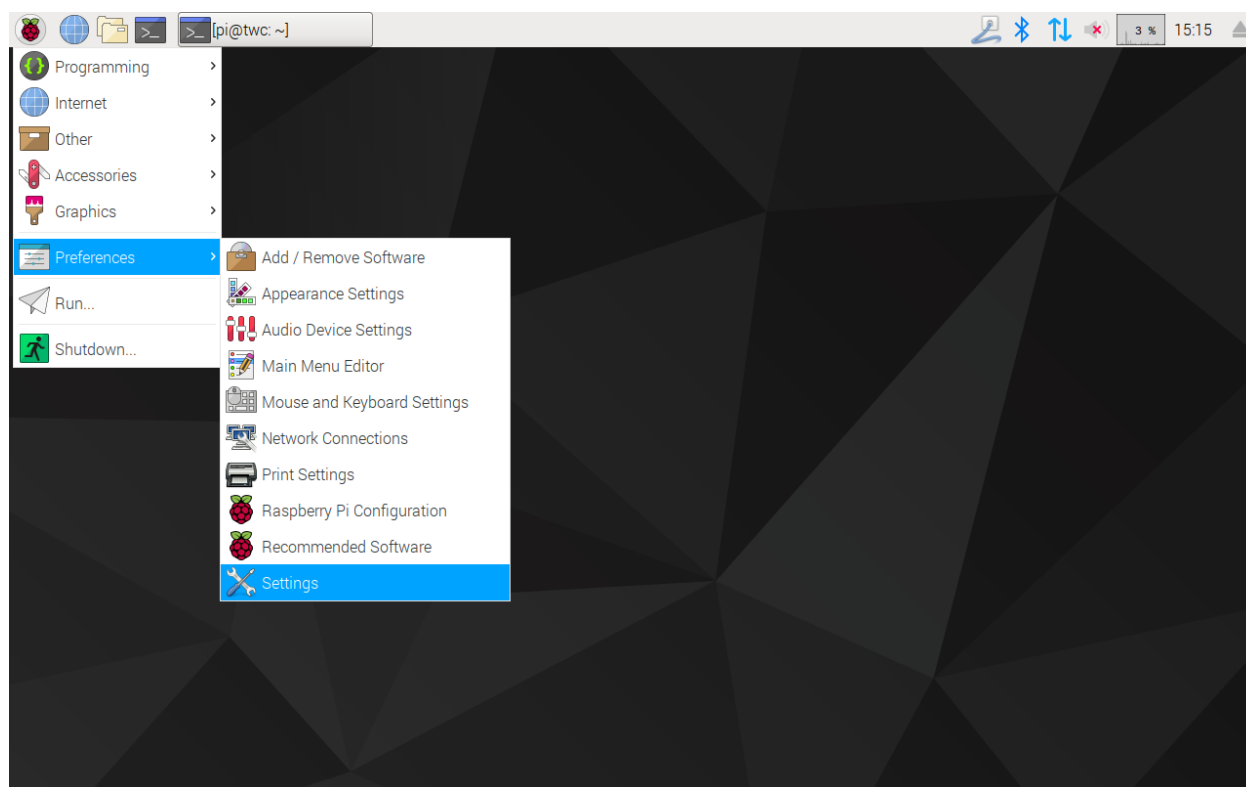 [pi@twc: ~]
3 %
15:15
Programming
Internet
Other
Accessories
Graphics
Preferences
Run...
Shutdown...
Add / Remove Software
Appearance Settings
Audio Device Settings
Main Menu Editor
Mouse and Keyboard Settings
Network Connections
Print Settings
Raspberry Pi Configuration
Recommended Software
Settings